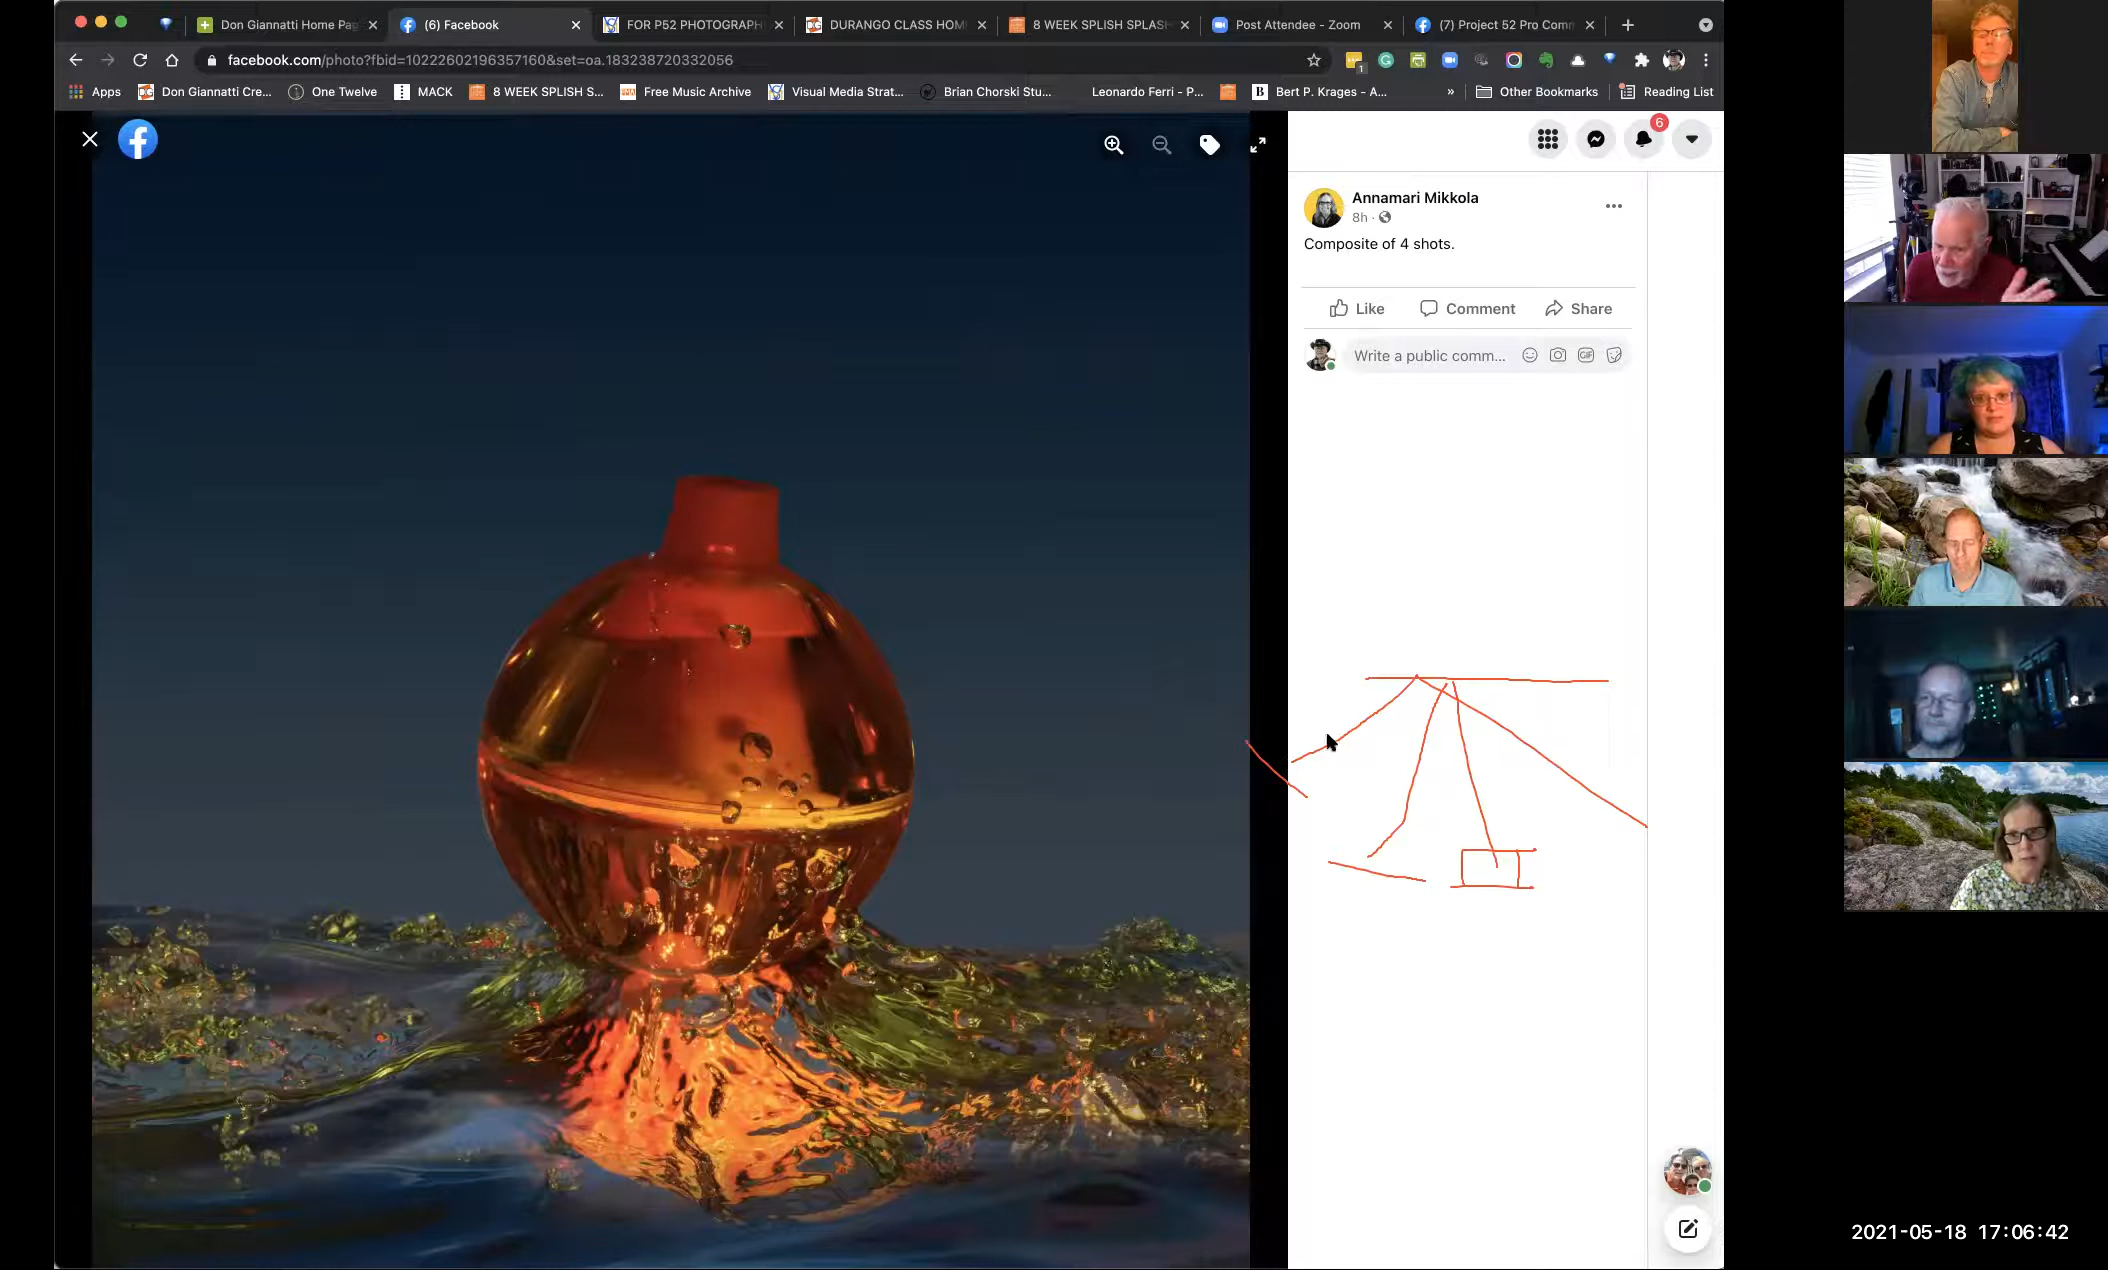 Don Giannatti Home Pag
(6) Facebook
FOR P52 PHOTOGRAPH
DURANGO CLASS HOM
8 WEEK SPLISH SPLASH
Post Attendee - Zoom
(7) Project 52 Pro Com
facebook.com/photo?fbid=10222602196357160&set=oa.183238720332056
1
Apps
Don Giannatti Cre...
One Twelve
MACK
8 WEEK SPLISH S...
Free Music Archive
Visual Media Strat...
Brian Chorski Stu...
Leonardo Ferri - P...
B
Bert P. Krages - A...
»
Other Bookmarks
Reading List
6
Annamari Mikkola
8h ·
Composite of 4 shots.
Like
Comment
Share
Write a public comm...
GIF
2021-05-18 17:06:42